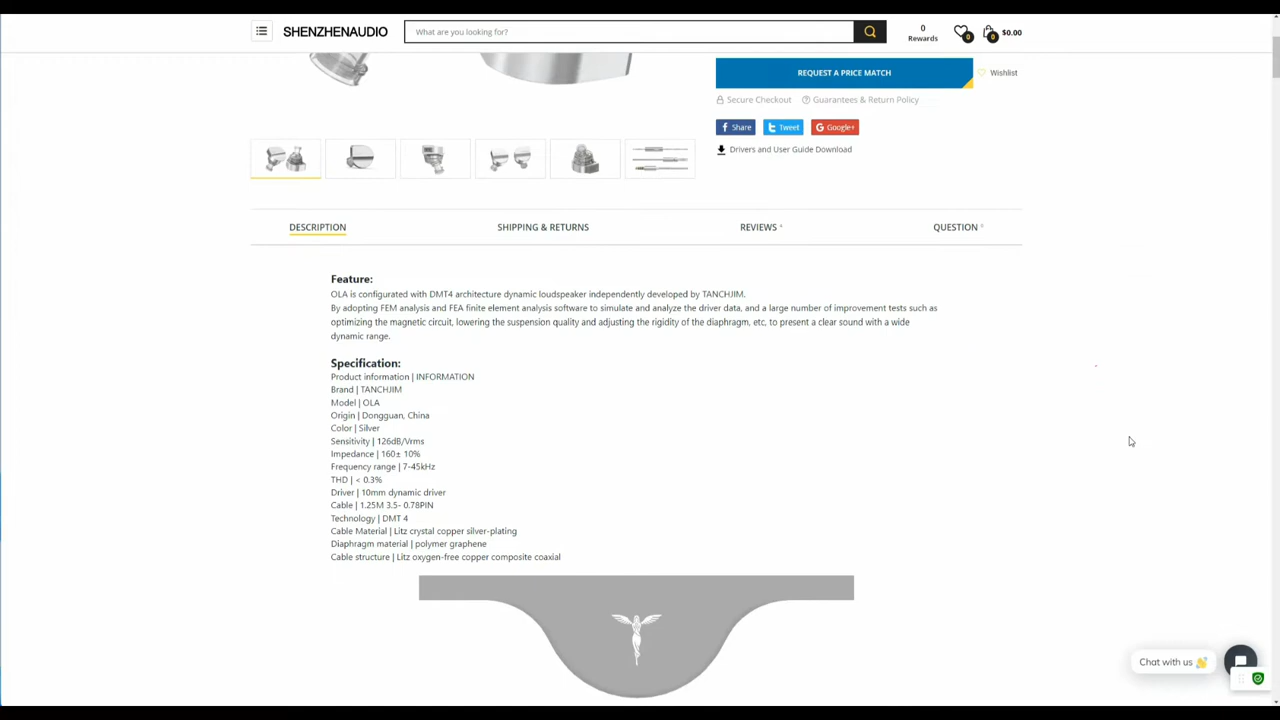 SHENZHENAUDIO
What are you looking for?
0
Rewards
0
0
$0.00
REQUEST A PRICE MATCH
Wishlist
Secure Checkout
Guarantees & Return Policy
Share
Tweet
Google+
Drivers and User Guide Download
DESCRIPTION
SHIPPING & RETURNS
REVIEWS
QUESTION
Feature:
OLA is configurated with DMT4 architecture dynamic loudspeaker independently developed by TANCHJIM.
By adopting FEM analysis and FEA finite element analysis software to simulate and analyze the driver data, and a large number of improvement tests such as
optimizing the magnetic circuit, lowering the suspension quality and adjusting the rigidity of the diaphragm, etc, to present a clear sound with a wide
dynamic range.
Specification:
Product information | INFORMATION
Brand | TANCHJIM
Model | OLA
Origin | Dongguan, China
Color | Silver
Sensitivity | 126dB/Vrms
Impedance | 16Ω± 10%
Frequency range | 7-45kHz
THD | < 0.3%
Driver | 10mm dynamic driver
Cable | 1.25M 3.5- 0.78PIN
Technology | DMT 4
Cable Material | Litz crystal copper silver-plating
Diaphragm material | polymer graphene
Cable structure | Litz oxygen-free copper composite coaxial
Chat with us 👋